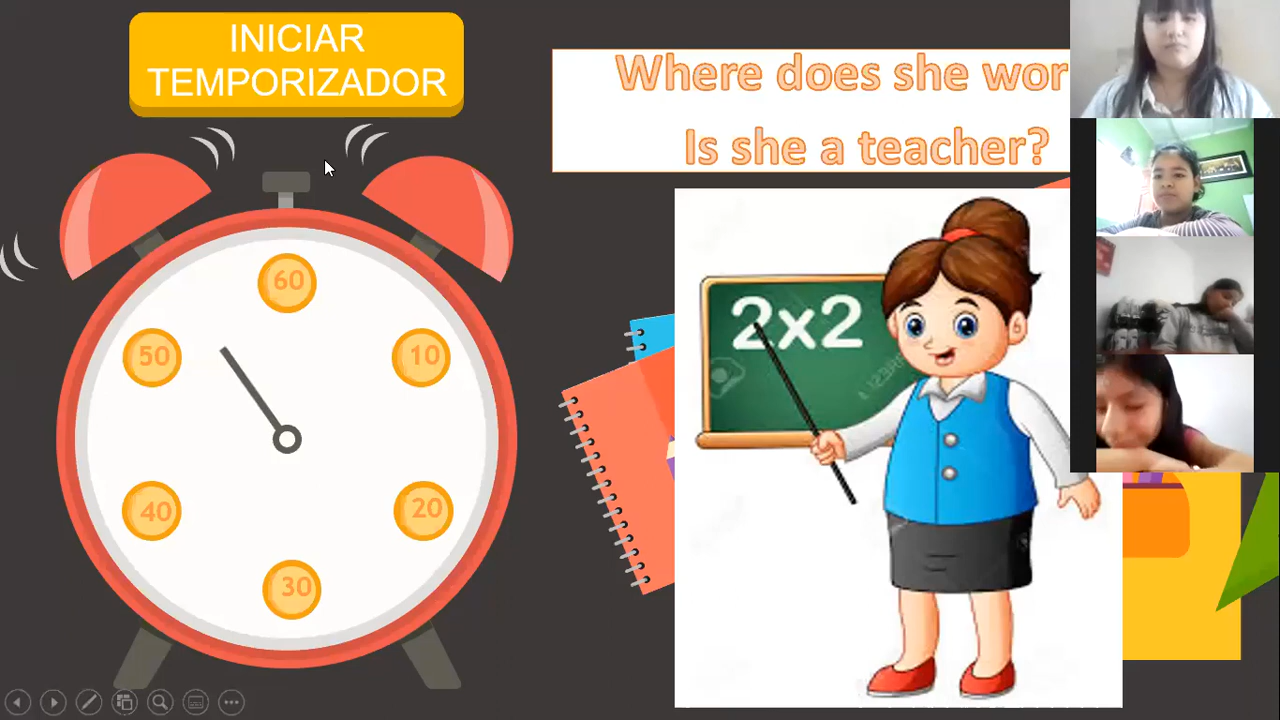 INICIAR
TEMPORIZADOR
Where does she wor
Is she a teacher?
60
50
10
2x2
40
20
30